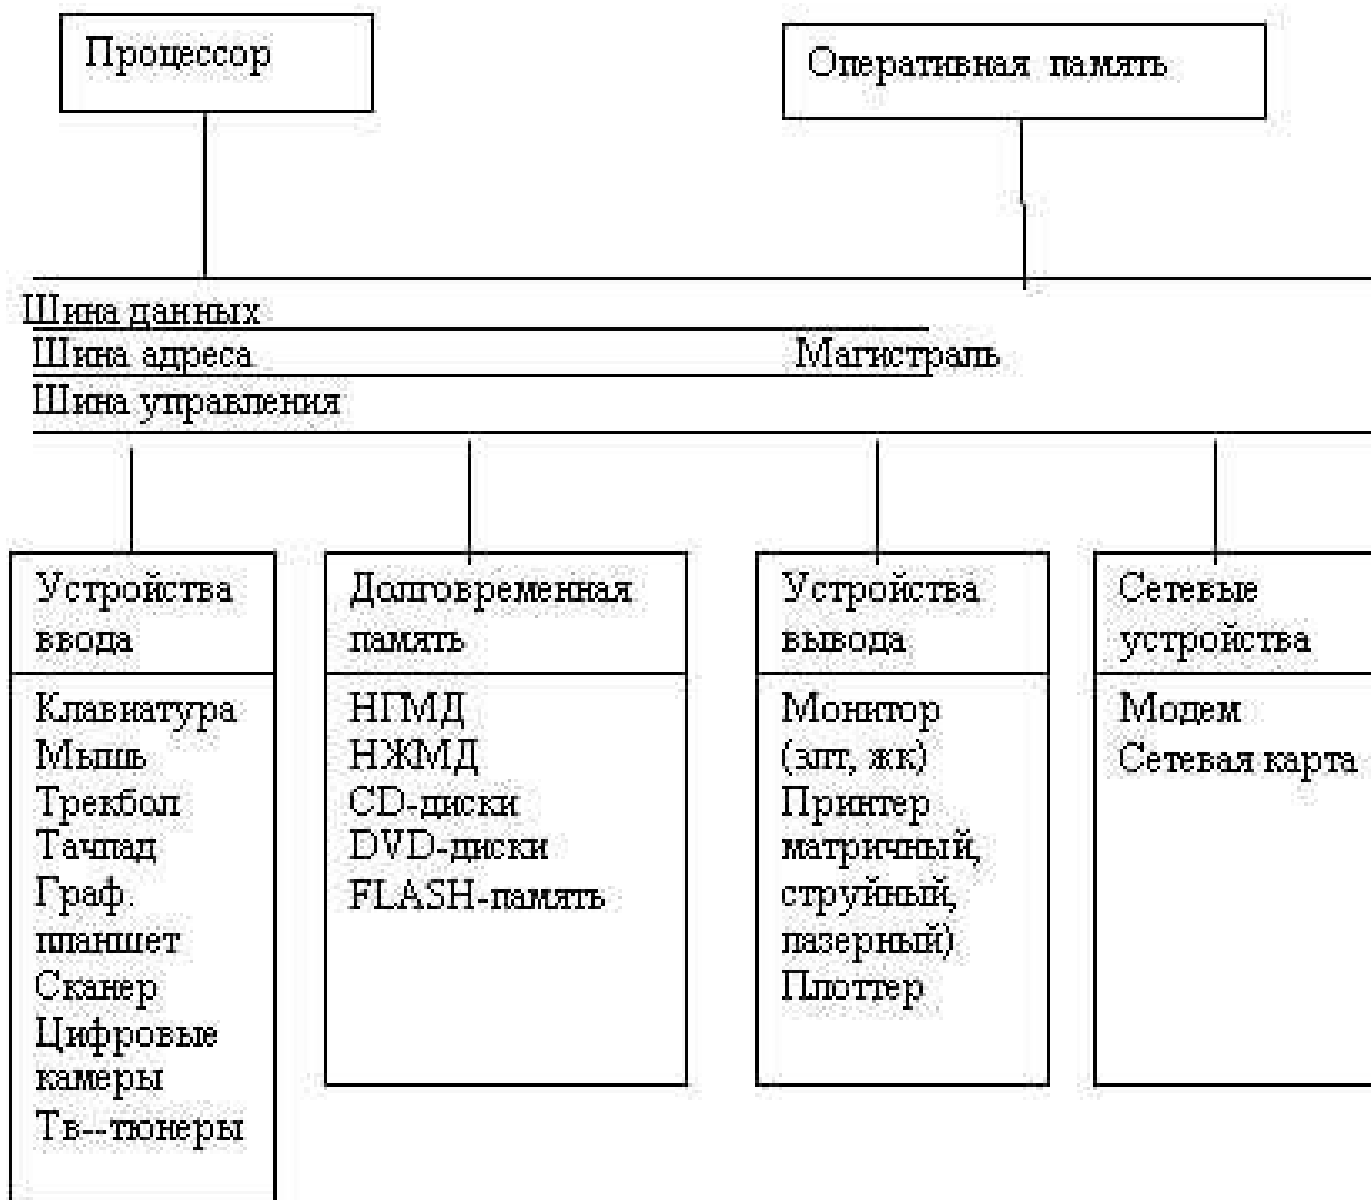 Процессор
Оперативная память
Шина данных
Шина адреса
Магистраль
Шина управления
Устройства
ввода
Клавиатура
Мышь
Трекбол
Тачпад
Граф.
планшет
Сканер
Цифровые
камеры
Тв--тюнеры
Долговременная
память
НГМД
НЖМД
CD-диски
DVD-диски
FLASH-память
Устройства
вывода
Монитор
(элт, жк)
Принтер
матричный,
струйный,
лазерный)
Плоттер
Сетевые
устройства
Модем
Сетевая карта